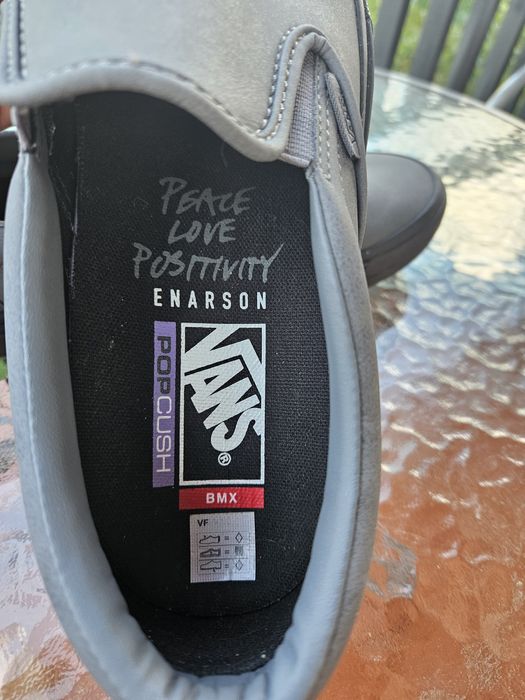 PEACE
LOVE
POSITIVITY
ENARSON
POPCUSH
VANS®
BMX
VF